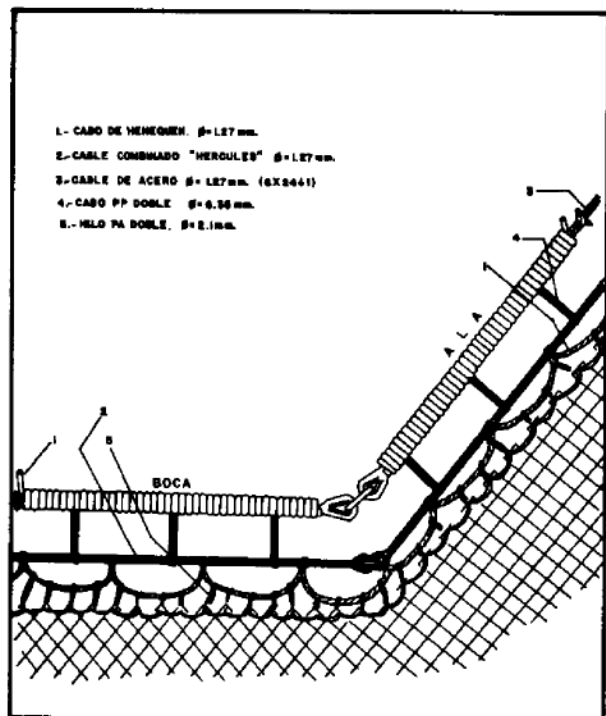 1.- CABO DE HENEQUEN. Ø=1.27 mm.
2.- CABLE COMBINADO "HERCULES" Ø=1.27 mm.
3.- CABLE DE ACERO Ø=1.27 mm. (6X24+1)
4.- CABO PP DOBLE Ø=6.35 mm.
5.- HILO PA DOBLE, Ø=2.1 mm.
3
4
ALA
1
2
5
BOCA